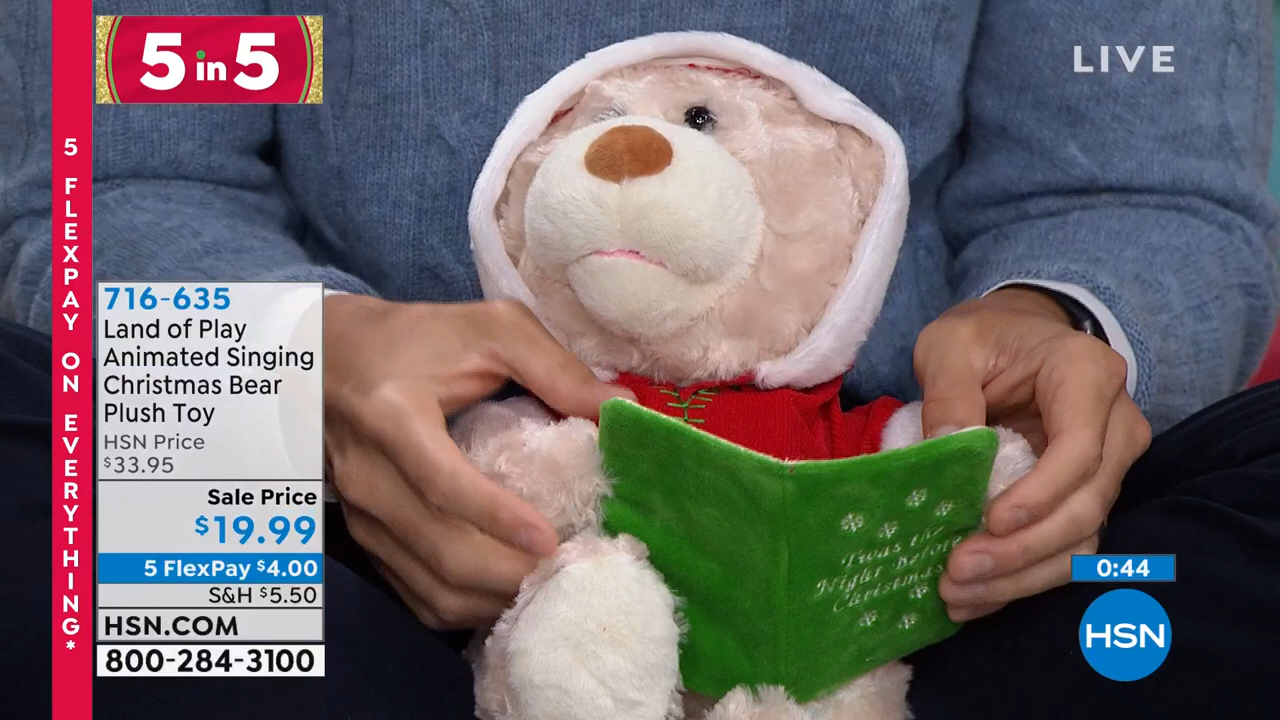 5 in 5
LIVE
5 FLEXPAY ON EVERYTHING*
716-635
Land of Play
Animated Singing
Christmas Bear
Plush Toy
HSN Price
$33.95
Sale Price
$19.99
5 FlexPay $4.00
S&H $5.50
HSN.COM
800-284-3100
'Twas the
Night Before
Christmas
0:44
HSN